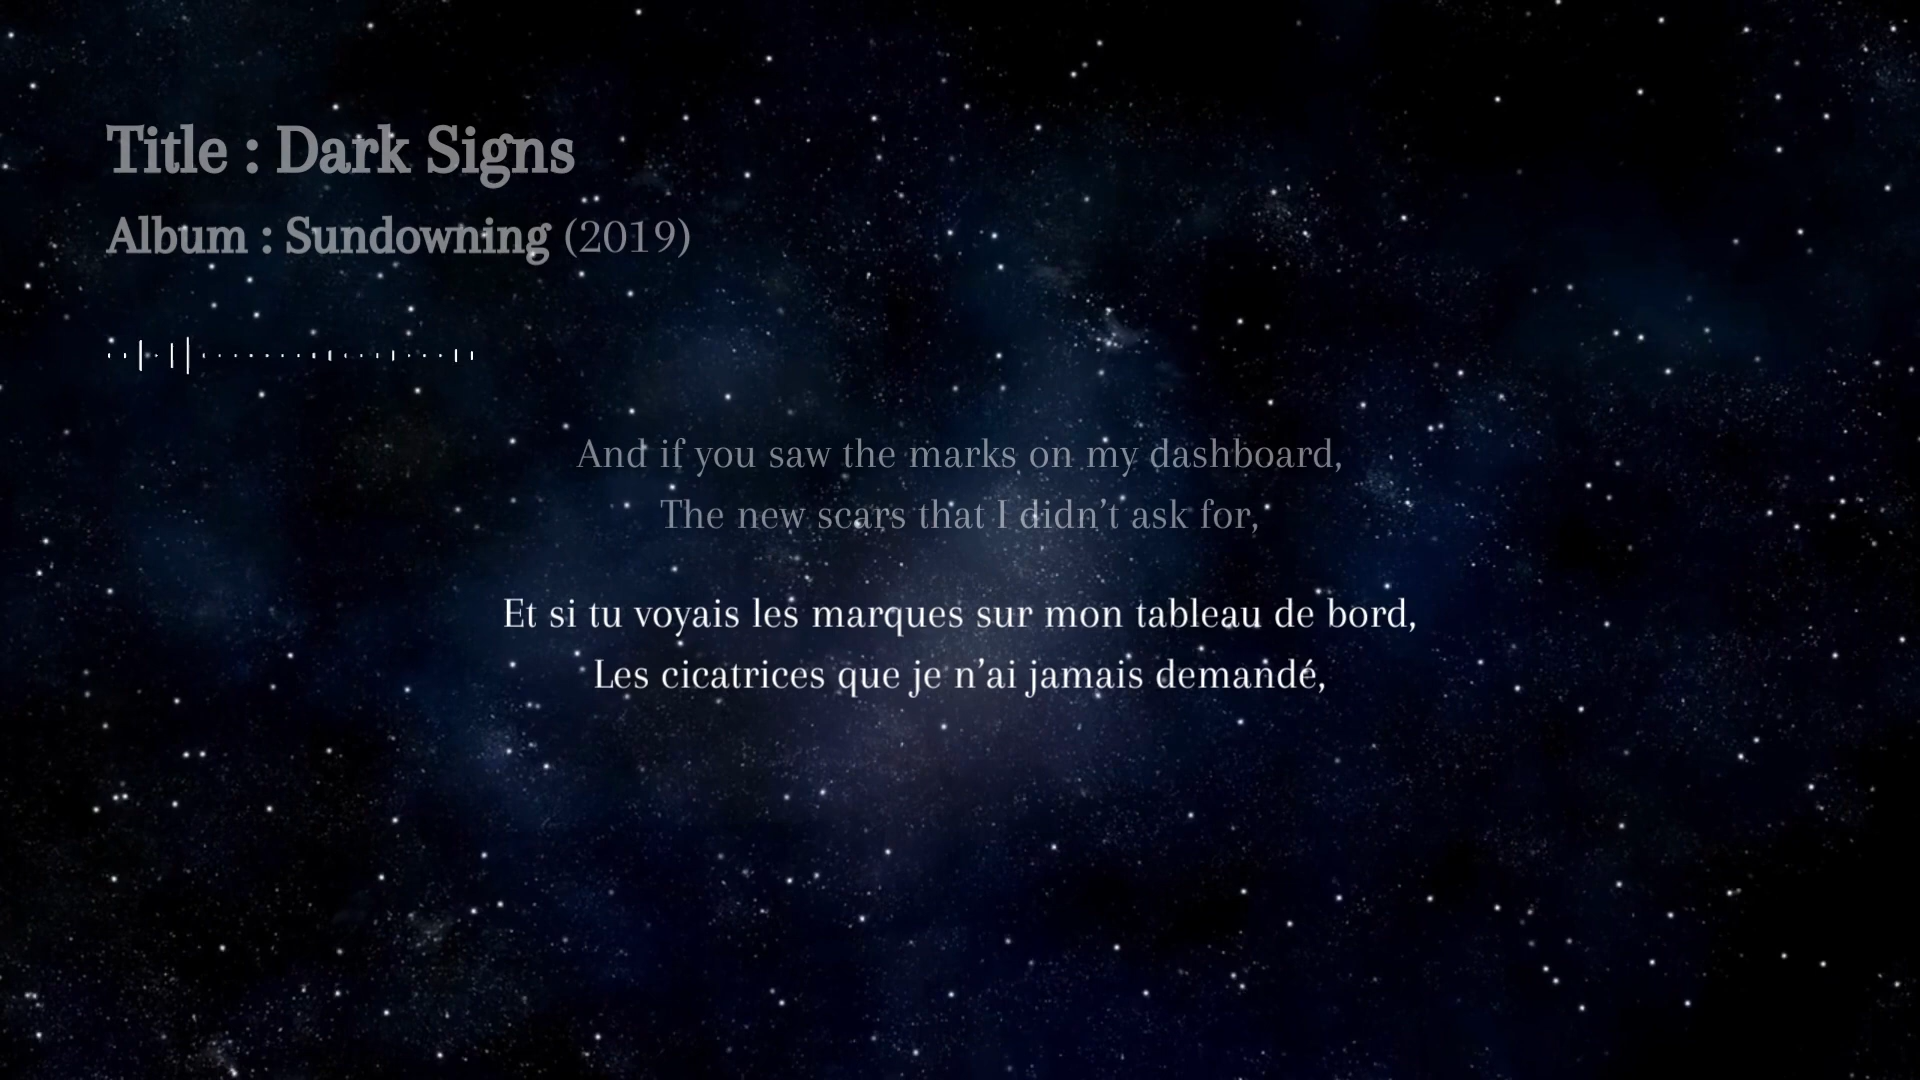 Title : Dark Signs
Album : Sundowning (2019)
And if you saw the marks on my dashboard,
The new scars that I didn’t ask for,
Et si tu voyais les marques sur mon tableau de bord,
Les cicatrices que je n’ai jamais demandé,